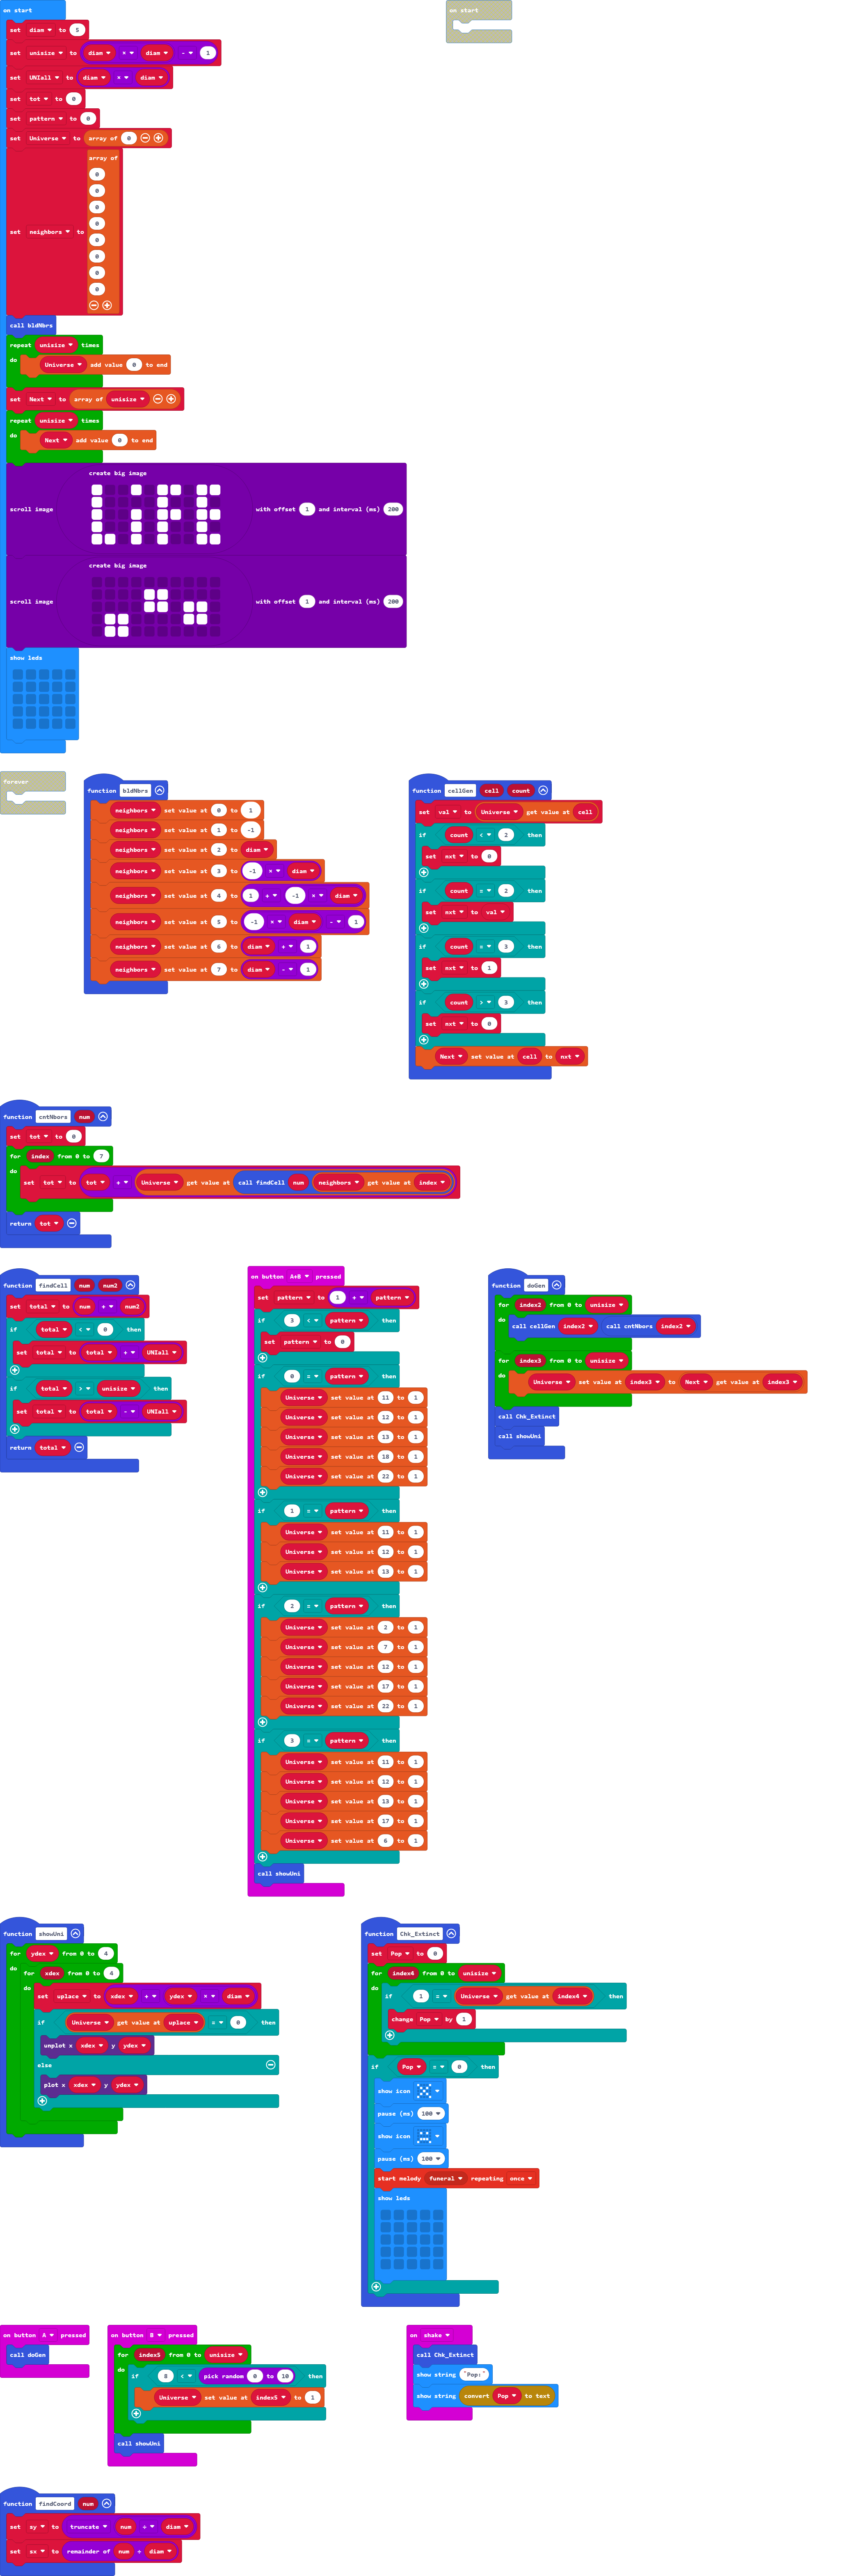 on start
set diam to 5
set unisize to diam × diam - 1
set UNIall to diam × diam
set tot to 0
set pattern to 0
set Universe to array of 0
array of
0
0
0
0
set neighbors to
0
0
0
0
call bldNbrs
repeat unisize times
do
Universe add value 0 to end
set Next to array of unisize
repeat unisize times
do
Next add value 0 to end
create big image
scroll image with offset 1 and interval (ms) 200
create big image
scroll image with offset 1 and interval (ms) 200
show leds
on start
forever
function bldNbrs
neighbors set value at 0 to 1
neighbors set value at 1 to -1
neighbors set value at 2 to diam
neighbors set value at 3 to -1 × diam
neighbors set value at 4 to 1 + -1 × diam
neighbors set value at 5 to -1 × diam - 1
neighbors set value at 6 to diam + 1
neighbors set value at 7 to diam - 1
function cellGen cell count
set val to Universe get value at cell
if count < 2 then
set nxt to 0
if count = 2 then
set nxt to val
if count = 3 then
set nxt to 1
if count > 3 then
set nxt to 0
Next set value at cell to nxt
function cntNbors num
set tot to 0
for index from 0 to 7
do
set tot to tot + Universe get value at call findCell num neighbors get value at index
return tot
function findCell num num2
set total to num + num2
if total < 0 then
set total to total + UNIall
if total > unisize then
set total to total - UNIall
return total
on button A+B pressed
set pattern to 1 + pattern
if 3 < pattern then
set pattern to 0
if 0 = pattern then
Universe set value at 11 to 1
Universe set value at 12 to 1
Universe set value at 13 to 1
Universe set value at 18 to 1
Universe set value at 22 to 1
if 1 = pattern then
Universe set value at 11 to 1
Universe set value at 12 to 1
Universe set value at 13 to 1
if 2 = pattern then
Universe set value at 2 to 1
Universe set value at 7 to 1
Universe set value at 12 to 1
Universe set value at 17 to 1
Universe set value at 22 to 1
if 3 = pattern then
Universe set value at 11 to 1
Universe set value at 12 to 1
Universe set value at 13 to 1
Universe set value at 17 to 1
Universe set value at 6 to 1
call showUni
function doGen
for index2 from 0 to unisize
do
call cellGen index2 call cntNbors index2
for index3 from 0 to unisize
do
Universe set value at index3 to Next get value at index3
call Chk_Extinct
call showUni
function showUni
for ydex from 0 to 4
do
for xdex from 0 to 4
do
set uplace to xdex + ydex × diam
if Universe get value at uplace = 0 then
unplot x xdex y ydex
else
plot x xdex y ydex
function Chk_Extinct
set Pop to 0
for index4 from 0 to unisize
do
if 1 = Universe get value at index4 then
change Pop by 1
if Pop = 0 then
show icon
pause (ms) 100
show icon
pause (ms) 100
start melody funeral repeating once
show leds
on button A pressed
call doGen
on button B pressed
for index5 from 0 to unisize
do
if 8 < pick random 0 to 10 then
Universe set value at index5 to 1
call showUni
on shake
call Chk_Extinct
show string "Pop:"
show string convert Pop to text
function findCoord num
set sy to truncate num ÷ diam
set sx to remainder of num ÷ diam